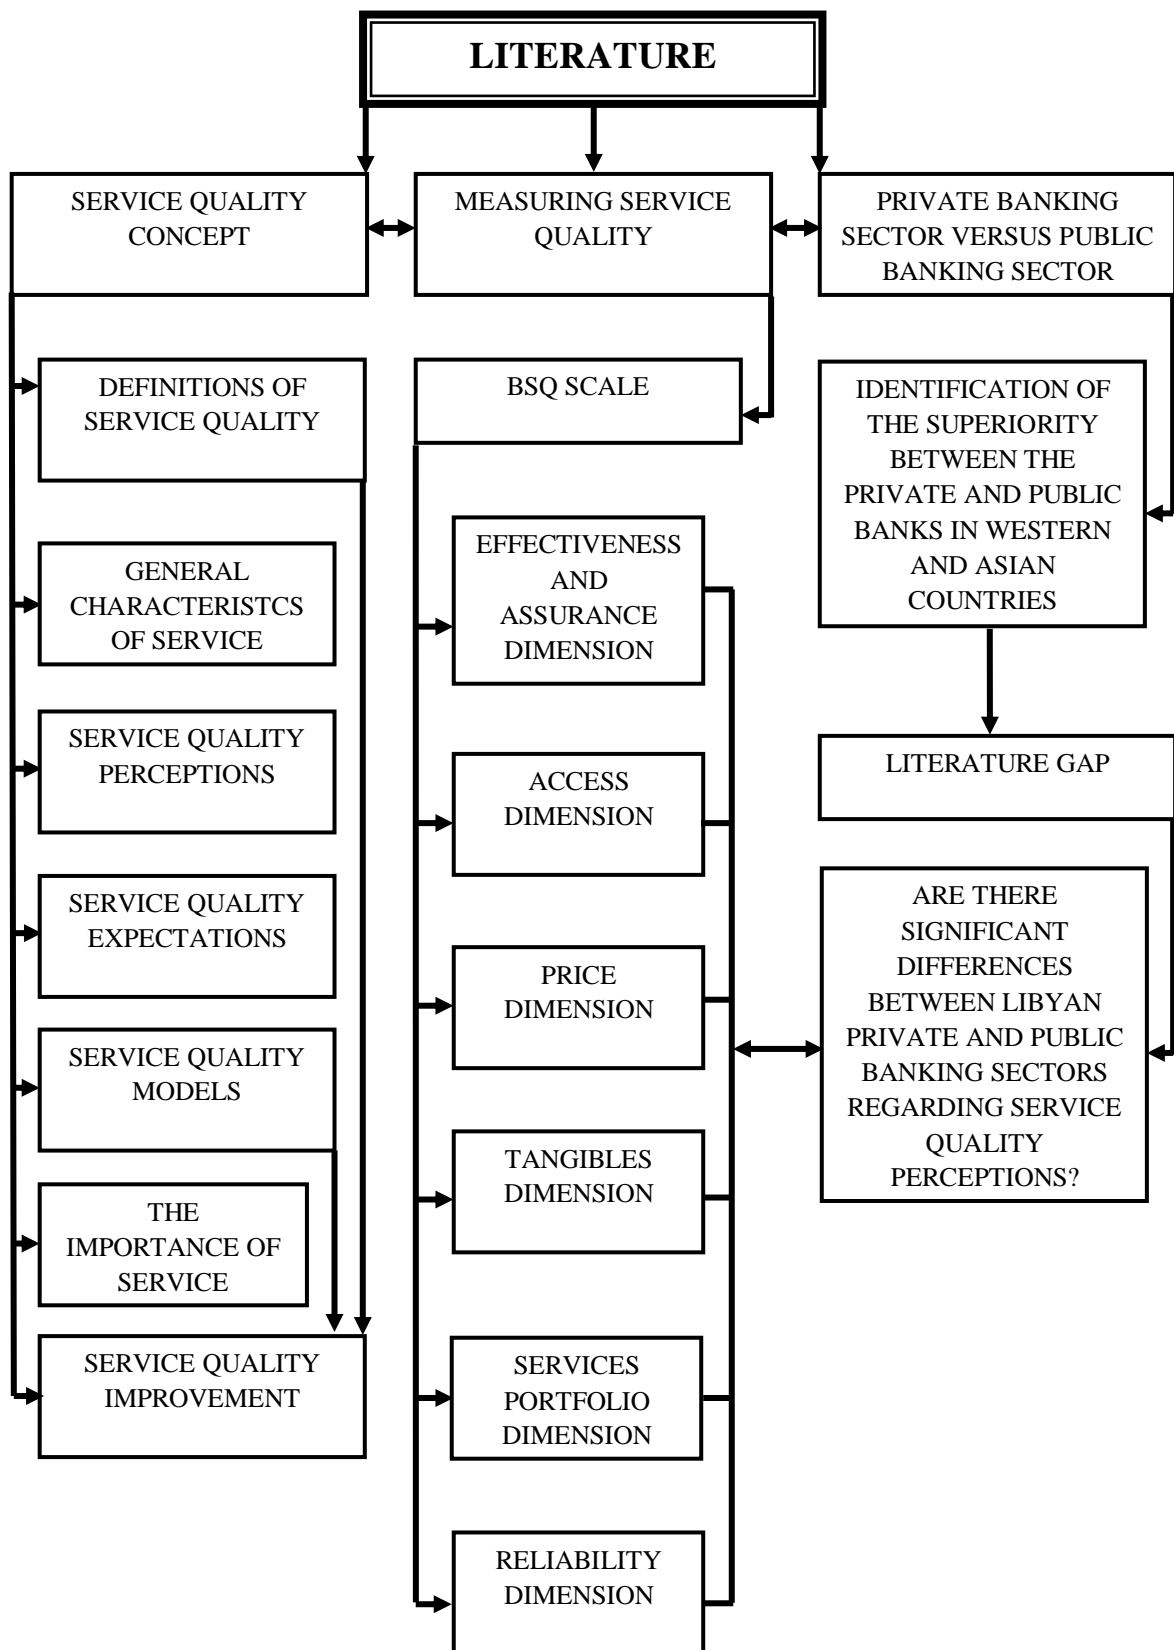 LITERATURE
SERVICE QUALITY
CONCEPT
MEASURING SERVICE
QUALITY
PRIVATE BANKING
SECTOR VERSUS PUBLIC
BANKING SECTOR
DEFINITIONS OF
SERVICE QUALITY
GENERAL
CHARACTERISTCS
OF SERVICE
SERVICE QUALITY
PERCEPTIONS
SERVICE QUALITY
EXPECTATIONS
SERVICE QUALITY
MODELS
THE
IMPORTANCE OF
SERVICE
SERVICE QUALITY
IMPROVEMENT
BSQ SCALE
EFFECTIVENESS
AND
ASSURANCE
DIMENSION
ACCESS
DIMENSION
PRICE
DIMENSION
TANGIBLES
DIMENSION
SERVICES
PORTFOLIO
DIMENSION
RELIABILITY
DIMENSION
IDENTIFICATION OF
THE SUPERIORITY
BETWEEN THE
PRIVATE AND PUBLIC
BANKS IN WESTERN
AND ASIAN
COUNTRIES
LITERATURE GAP
ARE THERE
SIGNIFICANT
DIFFERENCES
BETWEEN LIBYAN
PRIVATE AND PUBLIC
BANKING SECTORS
REGARDING SERVICE
QUALITY
PERCEPTIONS?